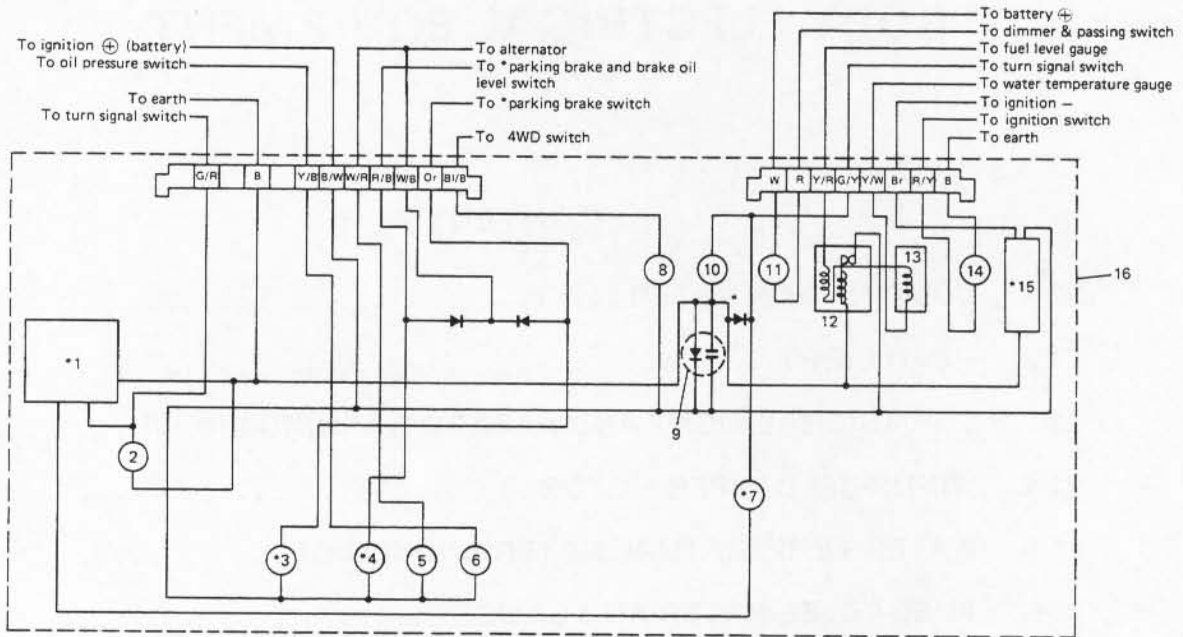 To ignition ⊕ (battery)
To oil pressure switch
To earth
To turn signal switch
To alternator
To *parking brake and brake oil
level switch
To *parking brake switch
To 4WD switch
To battery ⊕
To dimmer & passing switch
To fuel level gauge
To turn signal switch
To water temperature gauge
To ignition –
To ignition switch
To earth
G/R B Y/B B/W W/R R/B W/B Or Bl/B
W R Y/R G/Y Y/W Br R/Y B
*1
2
*3
*4
5
6
*7
8
9
10
11
12
13
14
*15
16
*